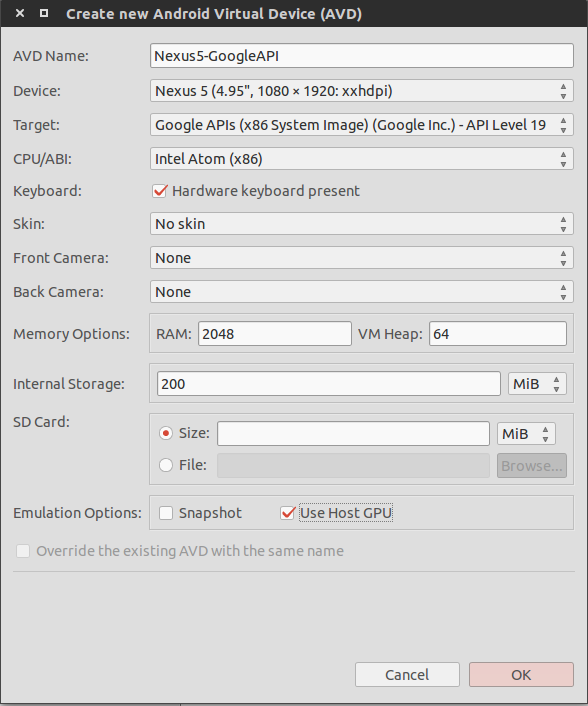 Create new Android Virtual Device (AVD)
AVD Name: Nexus5-GoogleAPI
Device: Nexus 5 (4.95", 1080 × 1920: xxhdpi)
Target: Google APIs (x86 System Image) (Google Inc.) - API Level 19
CPU/ABI: Intel Atom (x86)
Keyboard: Hardware keyboard present
Skin: No skin
Front Camera: None
Back Camera: None
Memory Options: RAM: 2048 VM Heap: 64
Internal Storage: 200 MiB
SD Card:
Size: MiB
File: Browse...
Emulation Options: Snapshot Use Host GPU
Override the existing AVD with the same name
Cancel OK